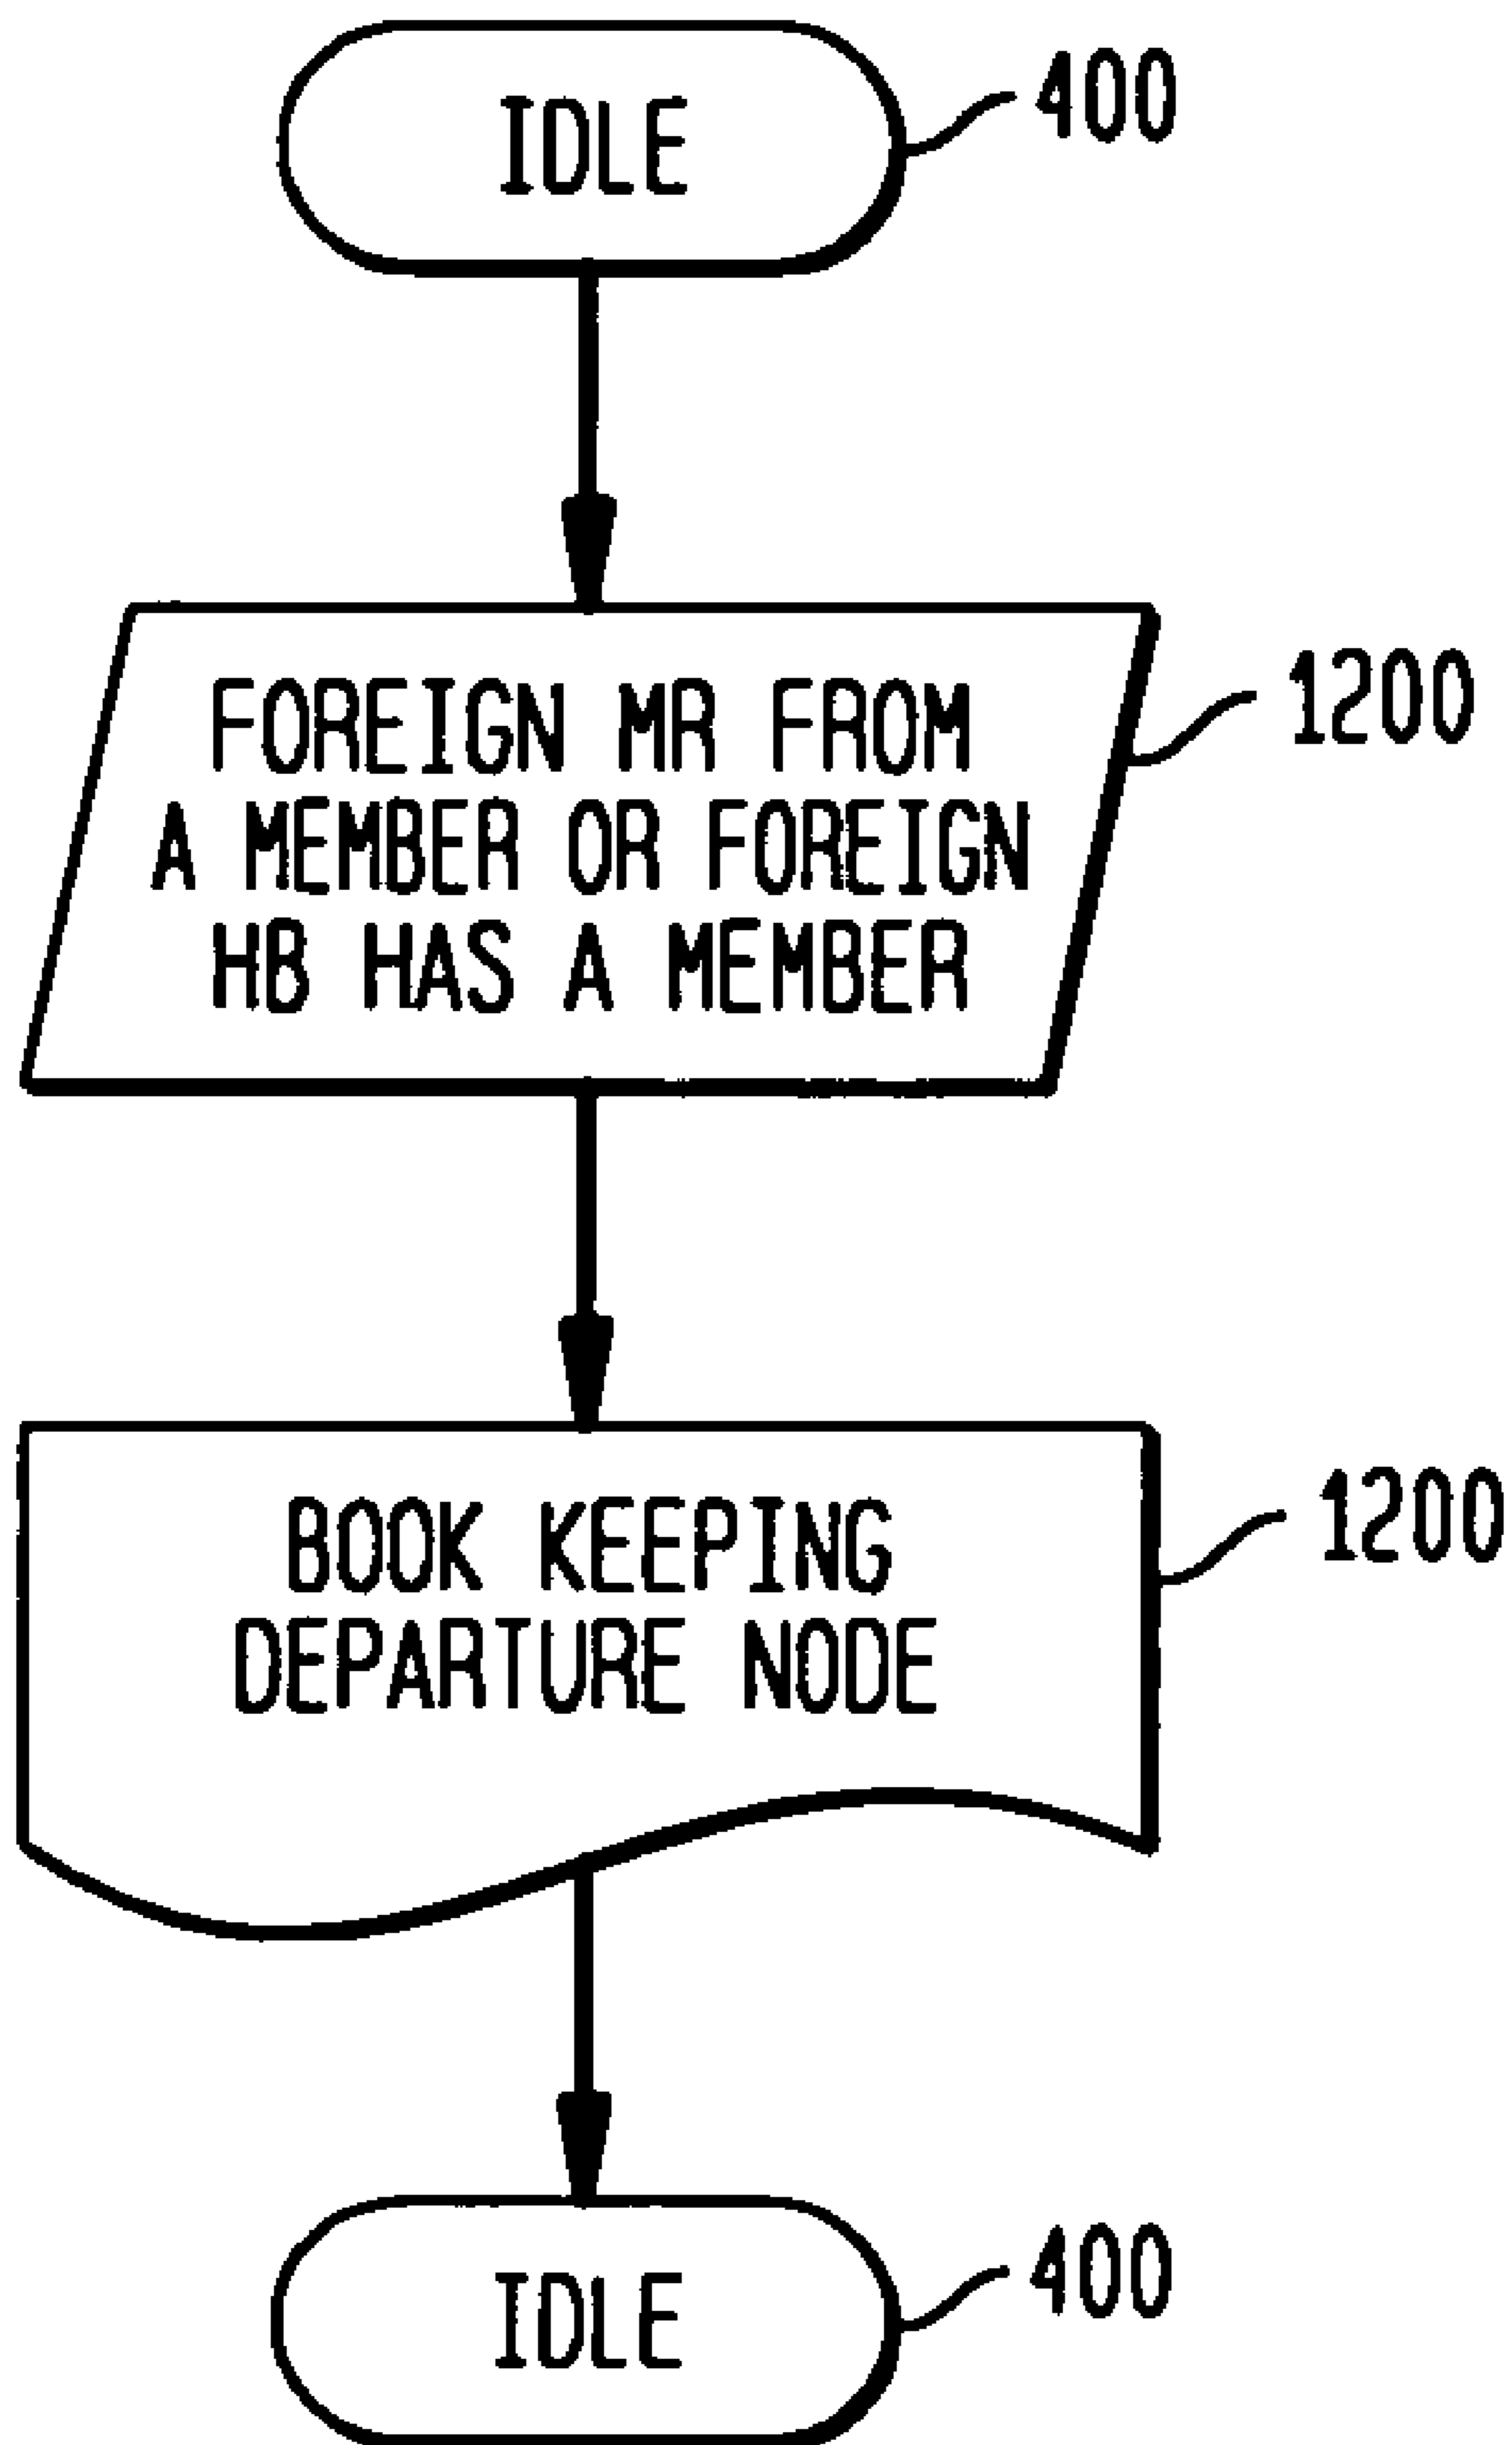 IDLE
400
FOREIGN MR FROM
A MEMBER OR FOREIGN
HB HAS A MEMBER
1200
BOOK KEEPING
DEPARTURE NODE
1200
IDLE
400